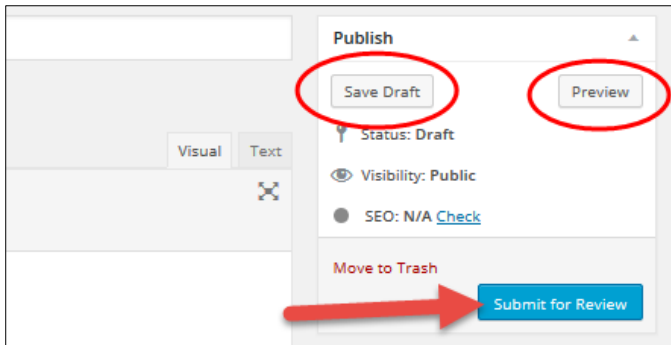 Publish
Save Draft Preview
Status: Draft
Visual Text
Visibility: Public
SEO: N/A Check
Move to Trash
Submit for Review